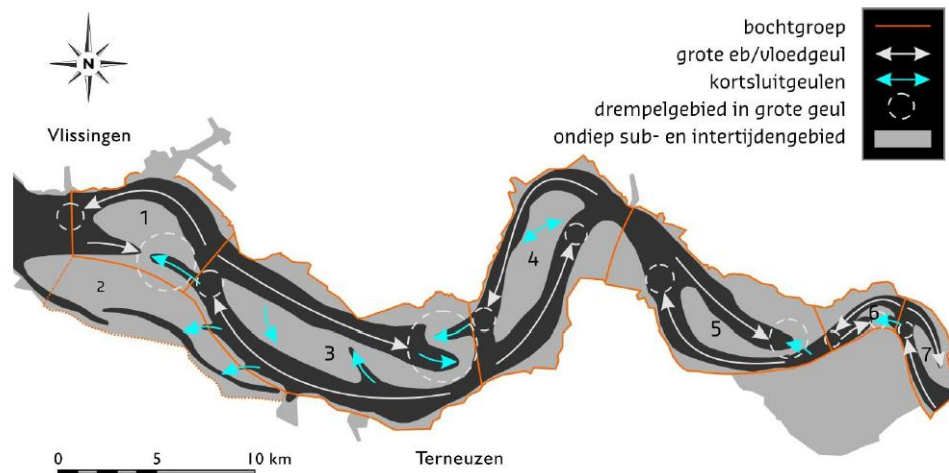 bochtgroep
grote eb/vloedgeul
kortsluitgeulen
drempelgebied in grote geul
ondiep sub- en intertijdengebied
N
Vlissingen
1
2
3
4
5
6
7
0 5 10 km
Terneuzen